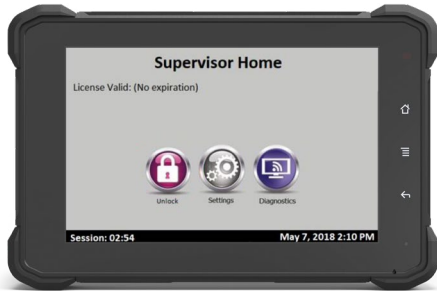 Supervisor Home
License Valid: (No expiration)
Unlock Settings Diagnostics
Session: 02:54 May 7, 2018 2:10 PM